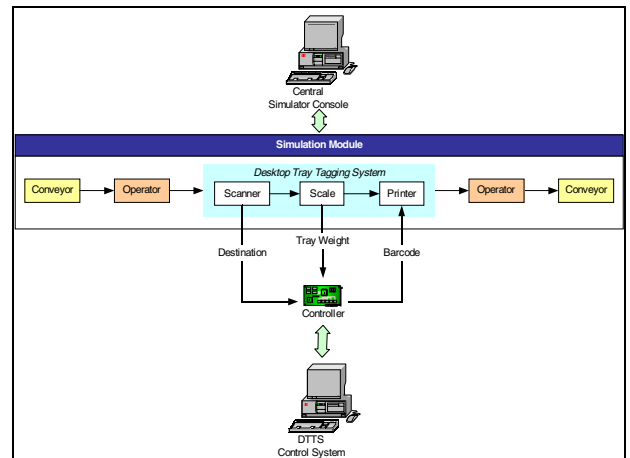 Central
Simulator Console
Simulation Module
Desktop Tray Tagging System
Conveyor
Operator
Scanner
Scale
Printer
Operator
Conveyor
Destination
Tray Weight
Barcode
Controller
DTTS
Control System